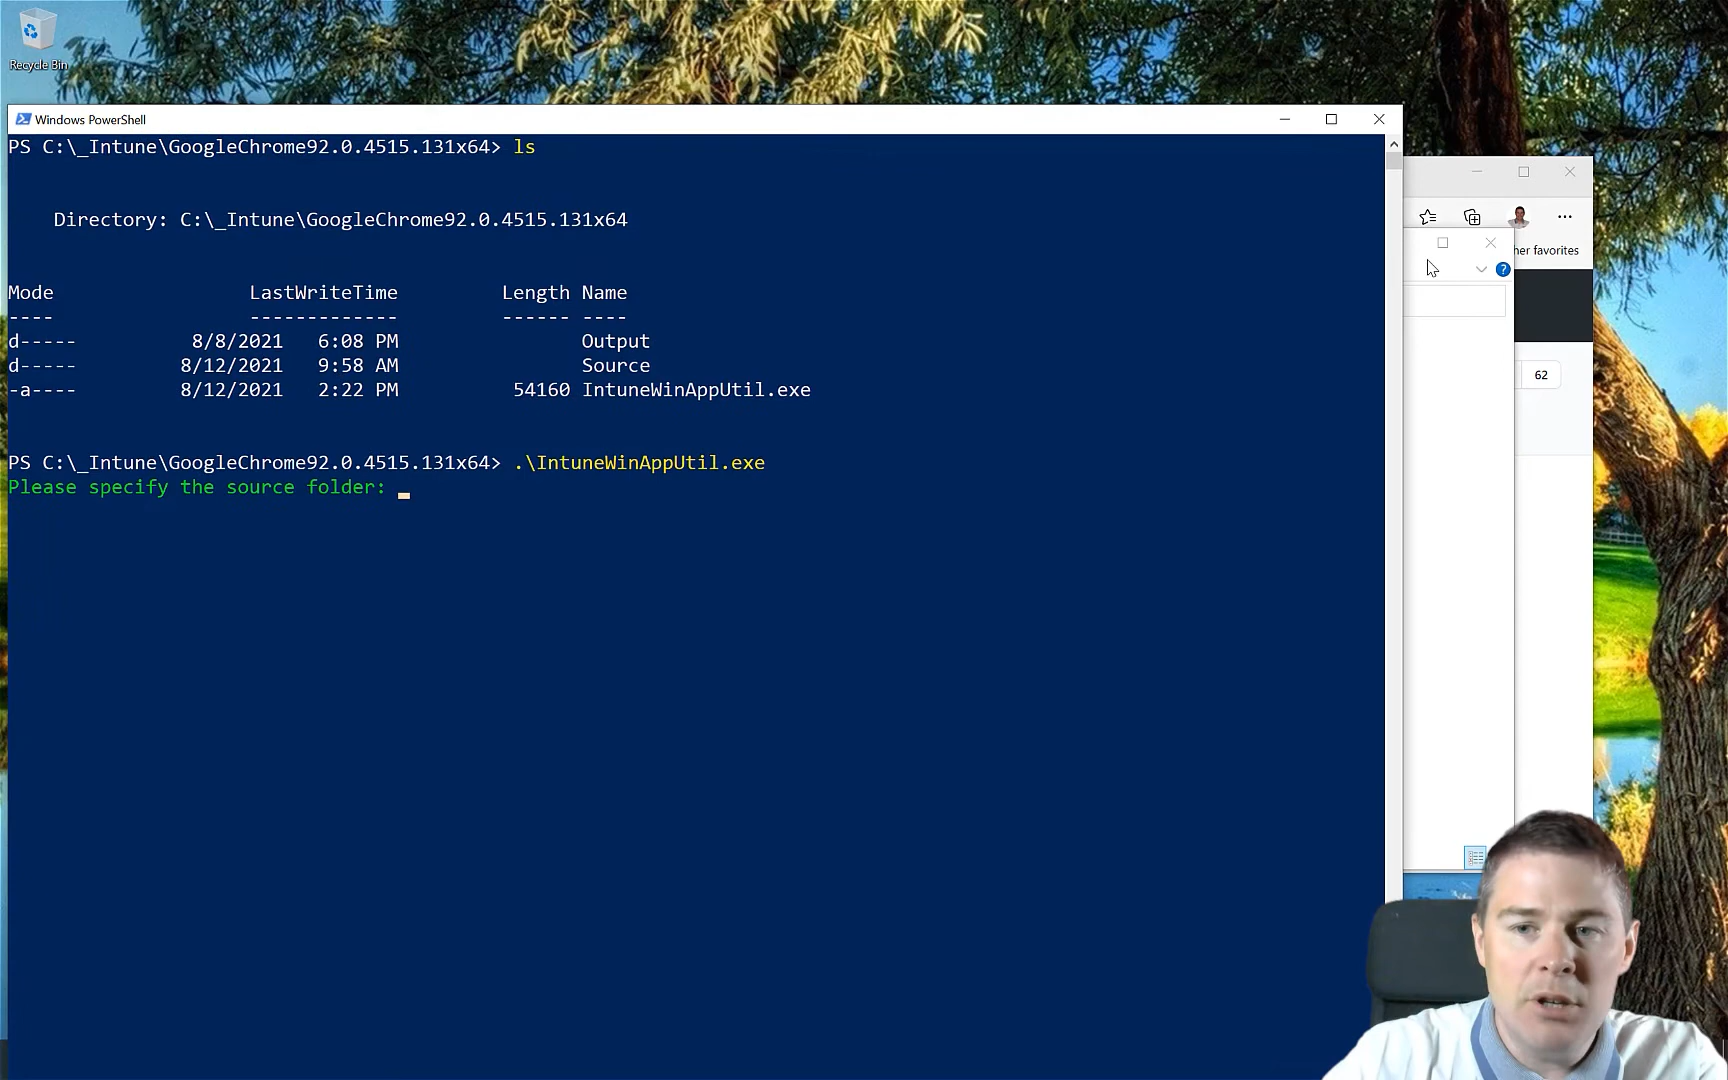 Recycle Bin
Windows PowerShell
PS C:\_Intune\GoogleChrome92.0.4515.131x64> ls
Directory: C:\_Intune\GoogleChrome92.0.4515.131x64
Mode LastWriteTime Length Name
---- ------------- ------ ----
d----- 8/8/2021 6:08 PM Output
d----- 8/12/2021 9:58 AM Source
-a---- 8/12/2021 2:22 PM 54160 IntuneWinAppUtil.exe
PS C:\_Intune\GoogleChrome92.0.4515.131x64> .\IntuneWinAppUtil.exe
Please specify the source folder:
her favorites
62